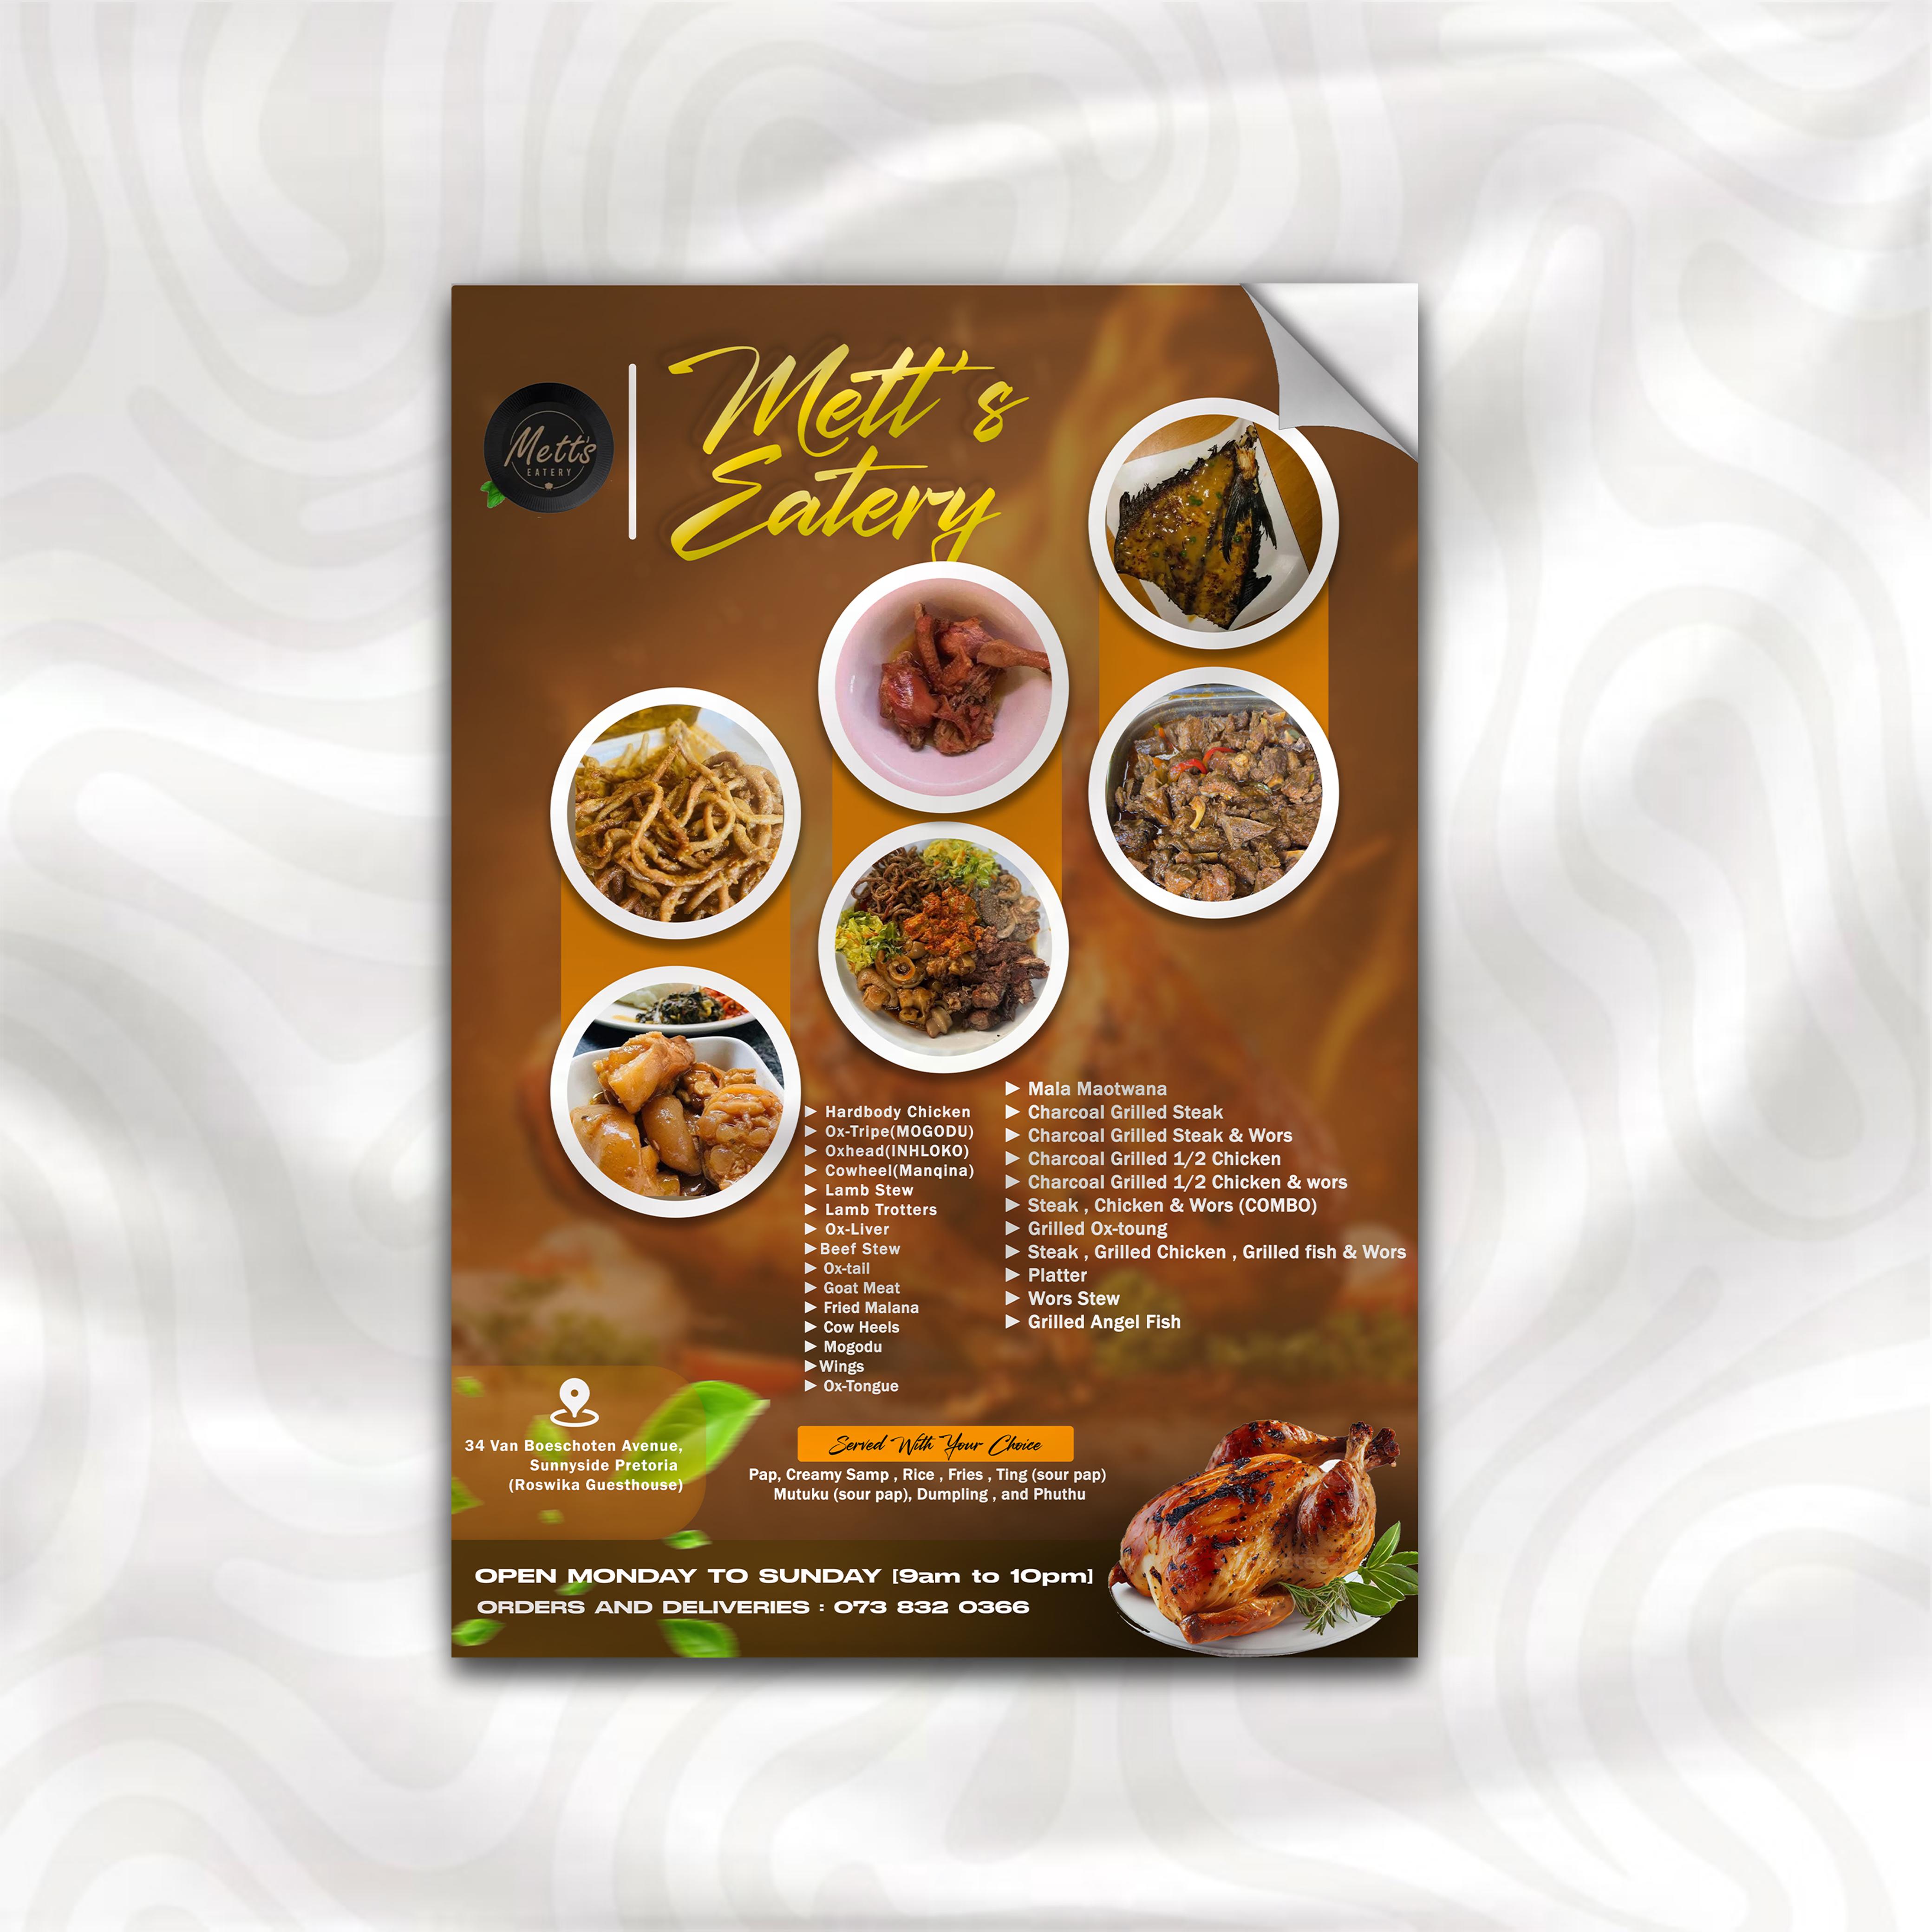 Mett's
EATERY
Mett's
Eatery
Hardbody Chicken
Ox-Tripe(MOGODU)
Oxhead(INHLOKO)
Cowheel(Manqina)
Lamb Stew
Lamb Trotters
Ox-Liver
Beef Stew
Ox-tail
Goat Meat
Fried Malana
Cow Heels
Mogodu
Wings
Ox-Tongue
Mala Maotwana
Charcoal Grilled Steak
Charcoal Grilled Steak & Wors
Charcoal Grilled 1/2 Chicken
Charcoal Grilled 1/2 Chicken & wors
Steak , Chicken & Wors (COMBO)
Grilled Ox-toung
Steak , Grilled Chicken , Grilled fish & Wors
Platter
Wors Stew
Grilled Angel Fish
34 Van Boeschoten Avenue,
Sunnyside Pretoria
(Roswika Guesthouse)
Served With Your Choice
Pap, Creamy Samp , Rice , Fries , Ting (sour pap)
Mutuku (sour pap), Dumpling , and Phuthu
OPEN MONDAY TO SUNDAY [9am to 10pm]
ORDERS AND DELIVERIES : 073 832 0366